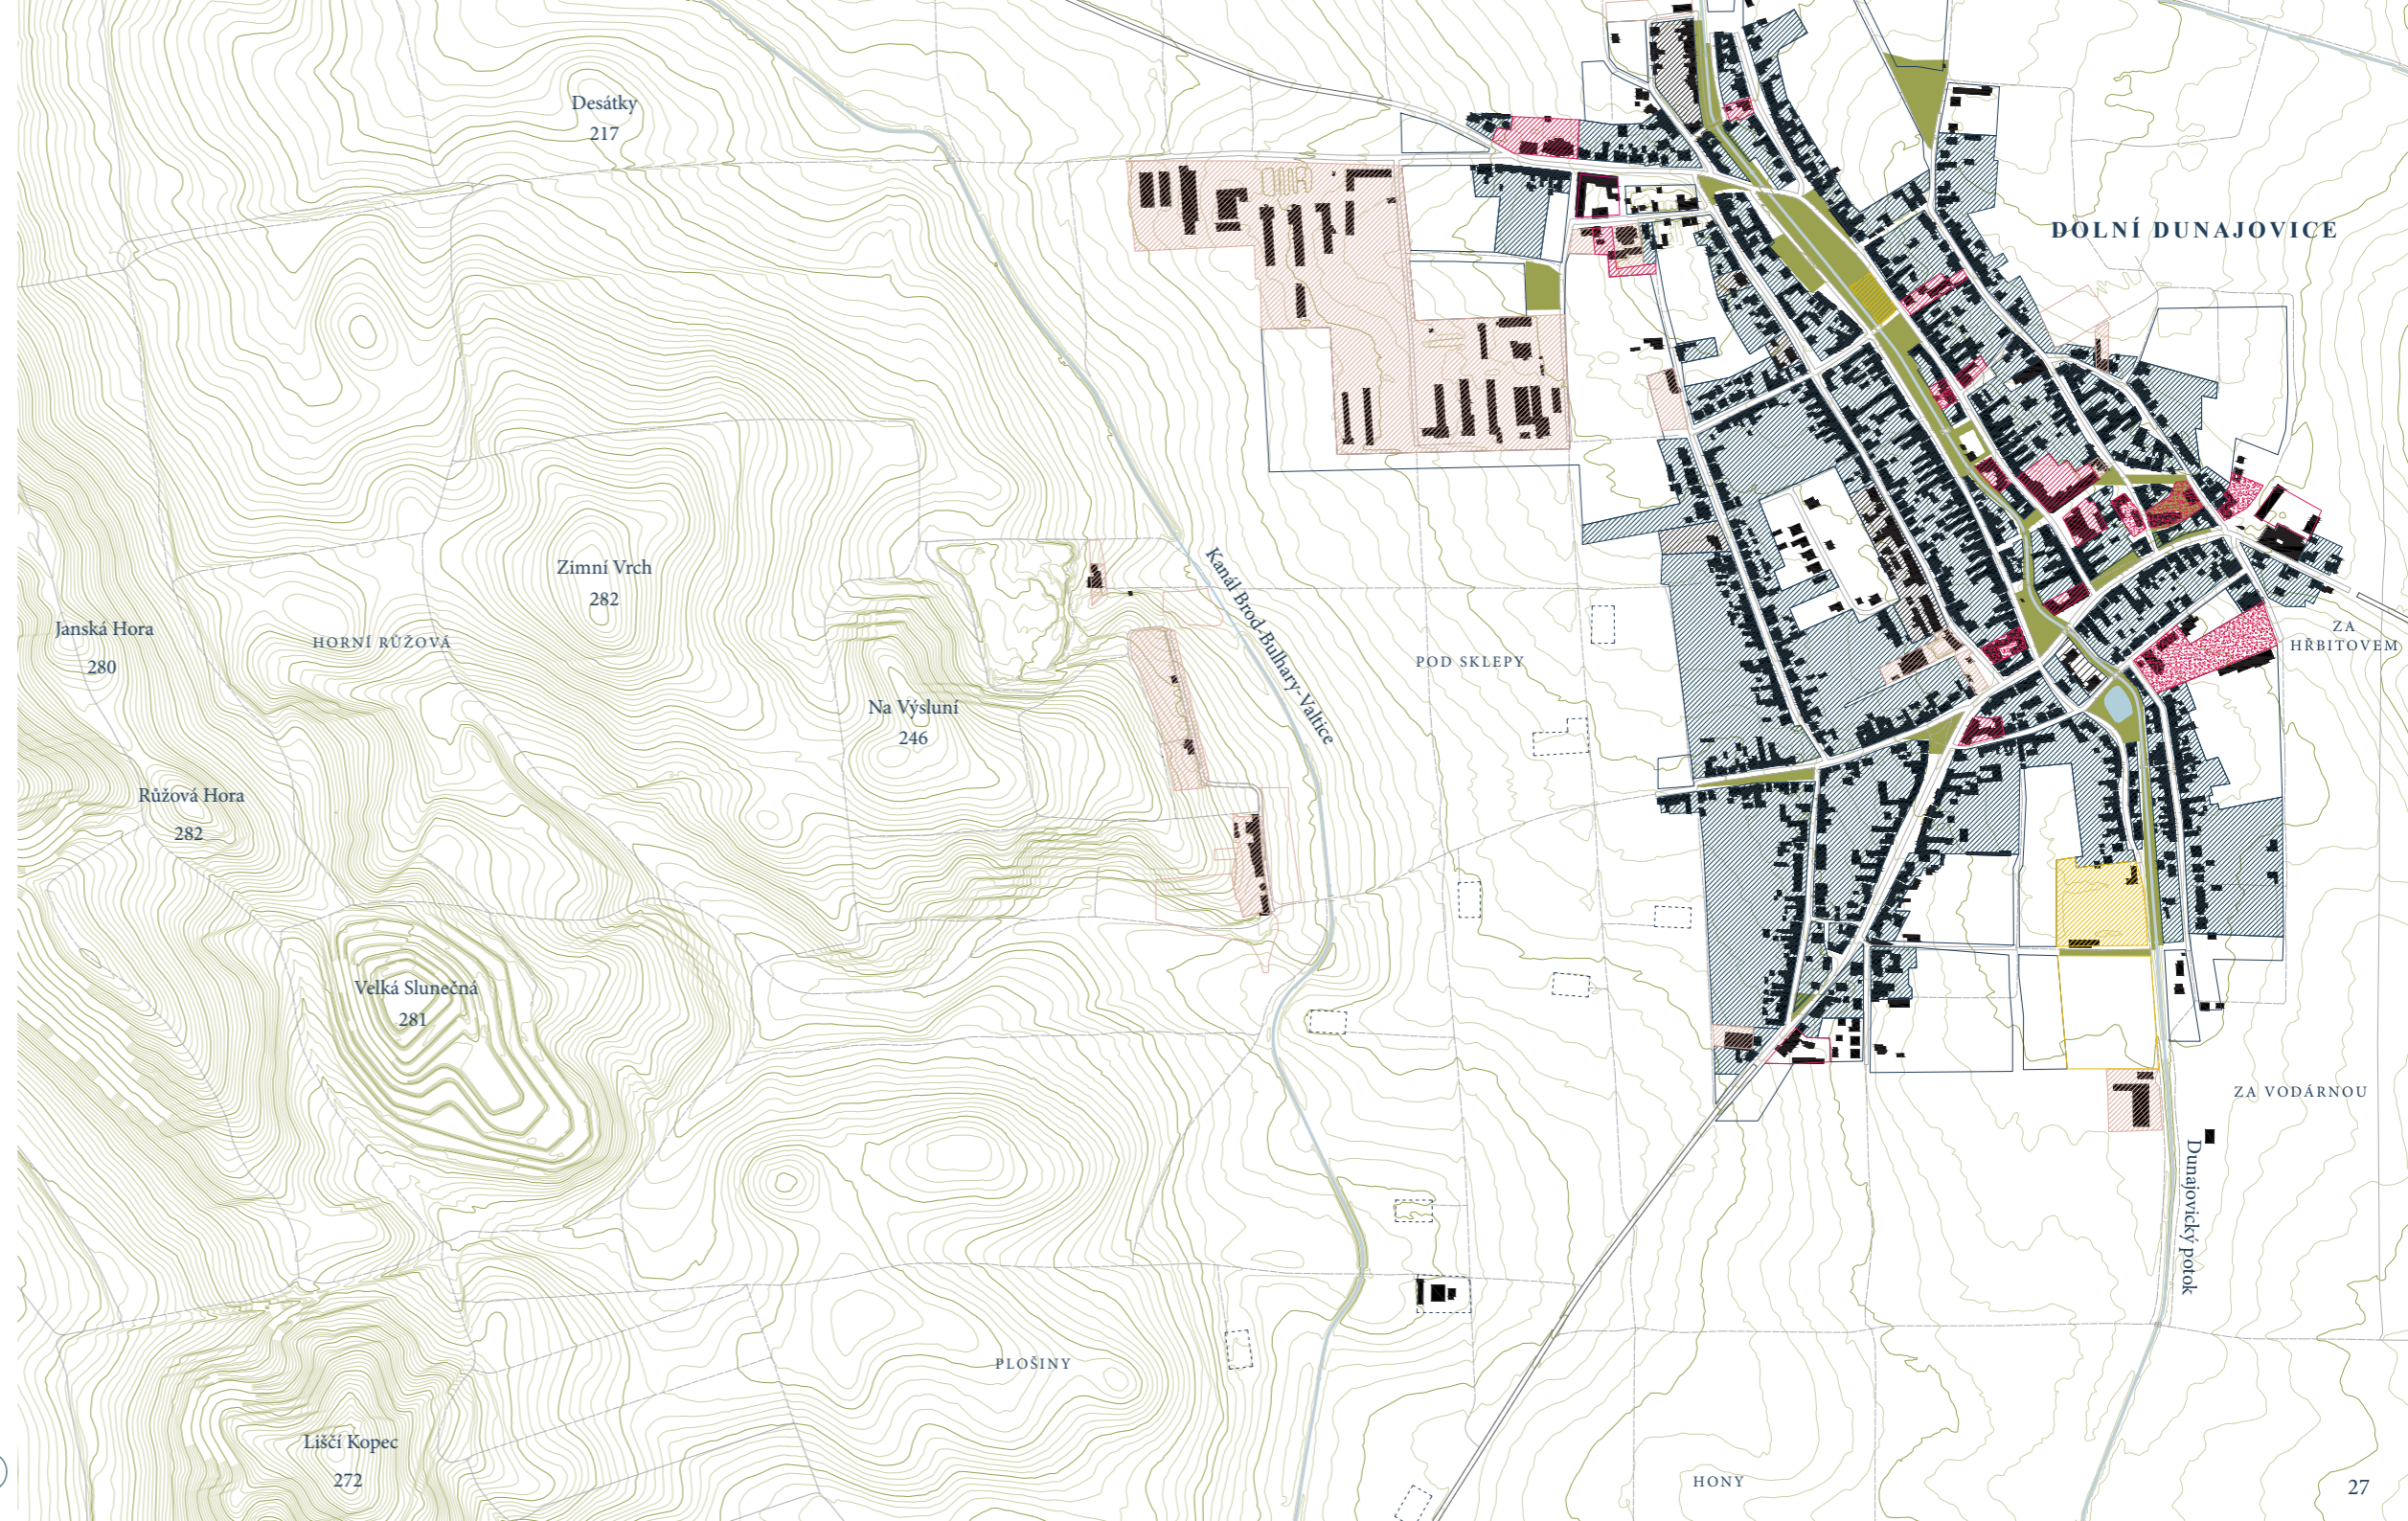 Desátky
217
DOLNÍ DUNAJOVICE
Zimní Vrch
282
Kanál Brod-Bulhary-Valtice
Janská Hora
280
HORNÍ RŮŽOVÁ
POD SKLEPY
ZA
HŘBITOVEM
Na Výsluní
246
Růžová Hora
282
Velká Slunečná
281
ZA VODÁRNOU
Dunajovický potok
PLOŠINY
Liščí Kopec
272
HONY
27